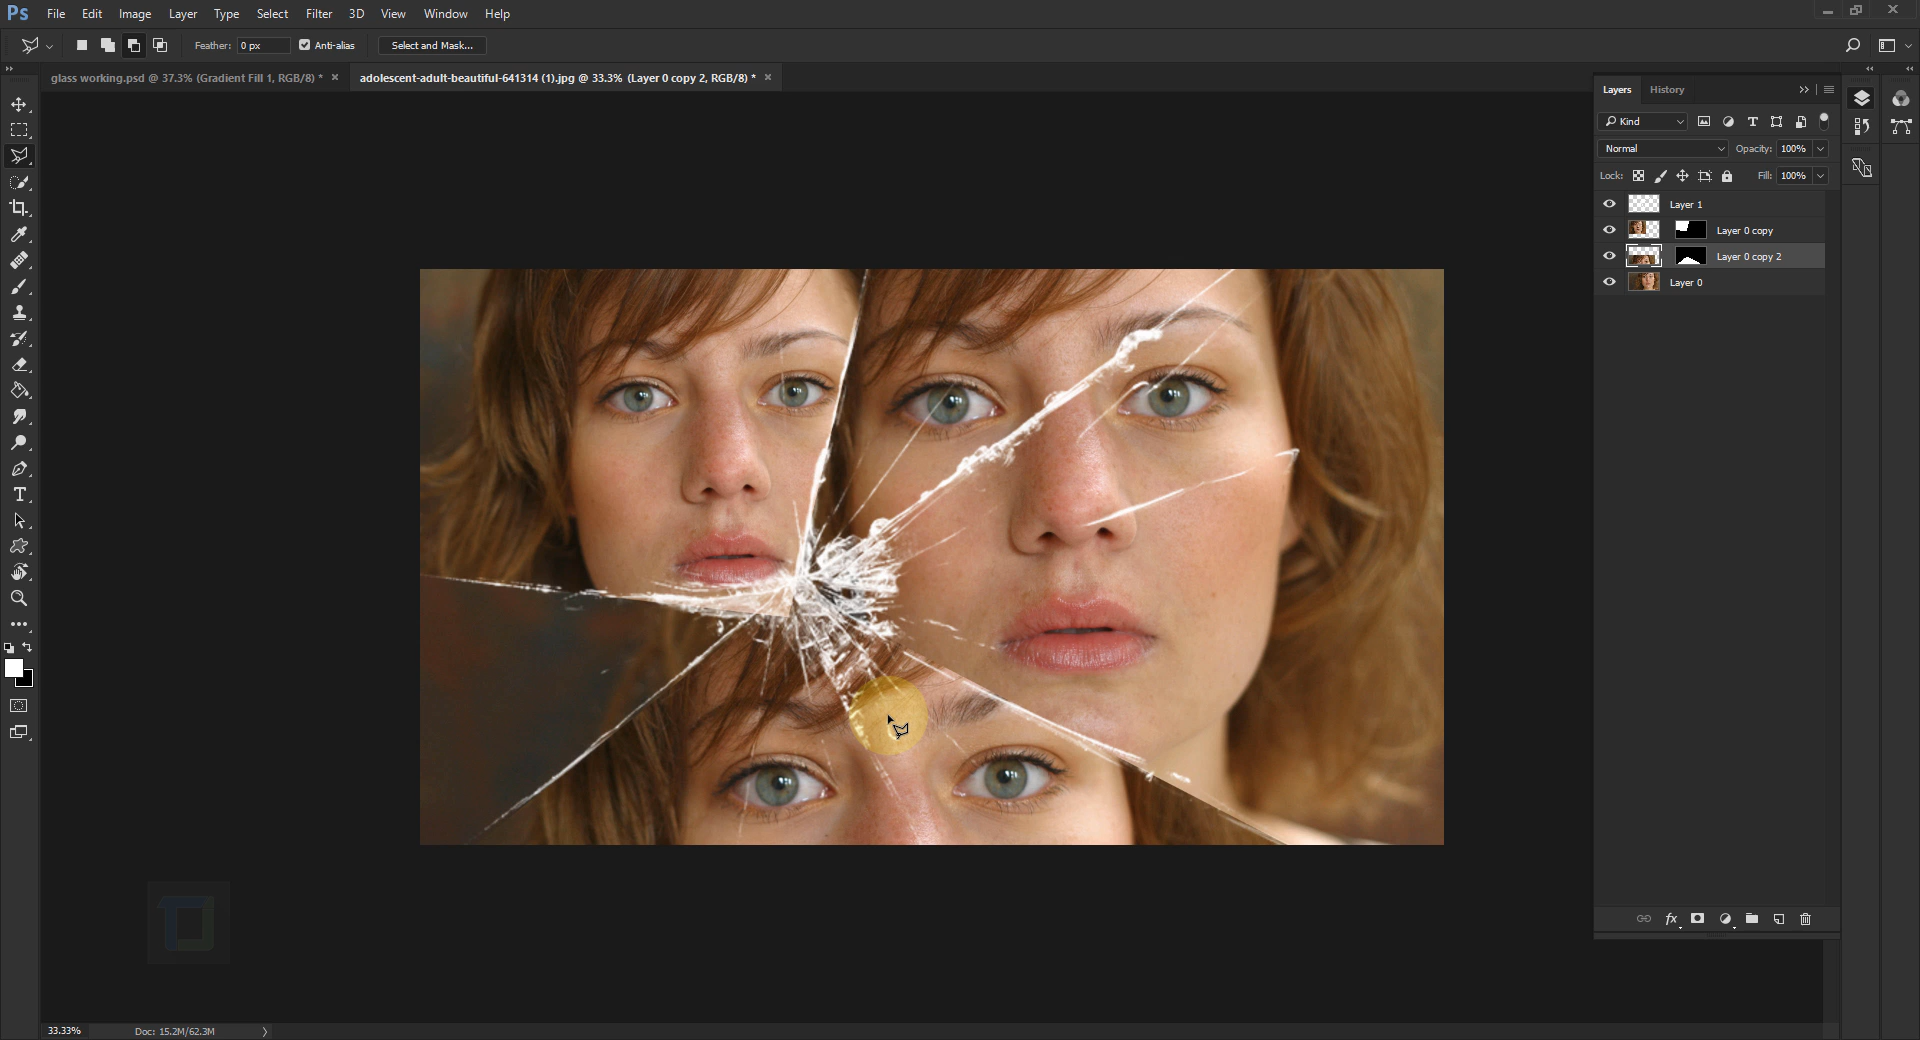 Ps File Edit Image Layer Type Select Filter 3D View Window Help
Feather: 0 px Anti-alias Select and Mask...
glass working.psd @ 37.3% (Gradient Fill 1, RGB/8) * × adolescent-adult-beautiful-641314 (1).jpg @ 33.3% (Layer 0 copy 2, RGB/8) * ×
Layers History
Kind
Normal Opacity: 100%
Lock: Fill: 100%
Layer 1
Layer 0 copy
Layer 0 copy 2
Layer 0
fx
33.33% Doc: 15.2M/62.3M